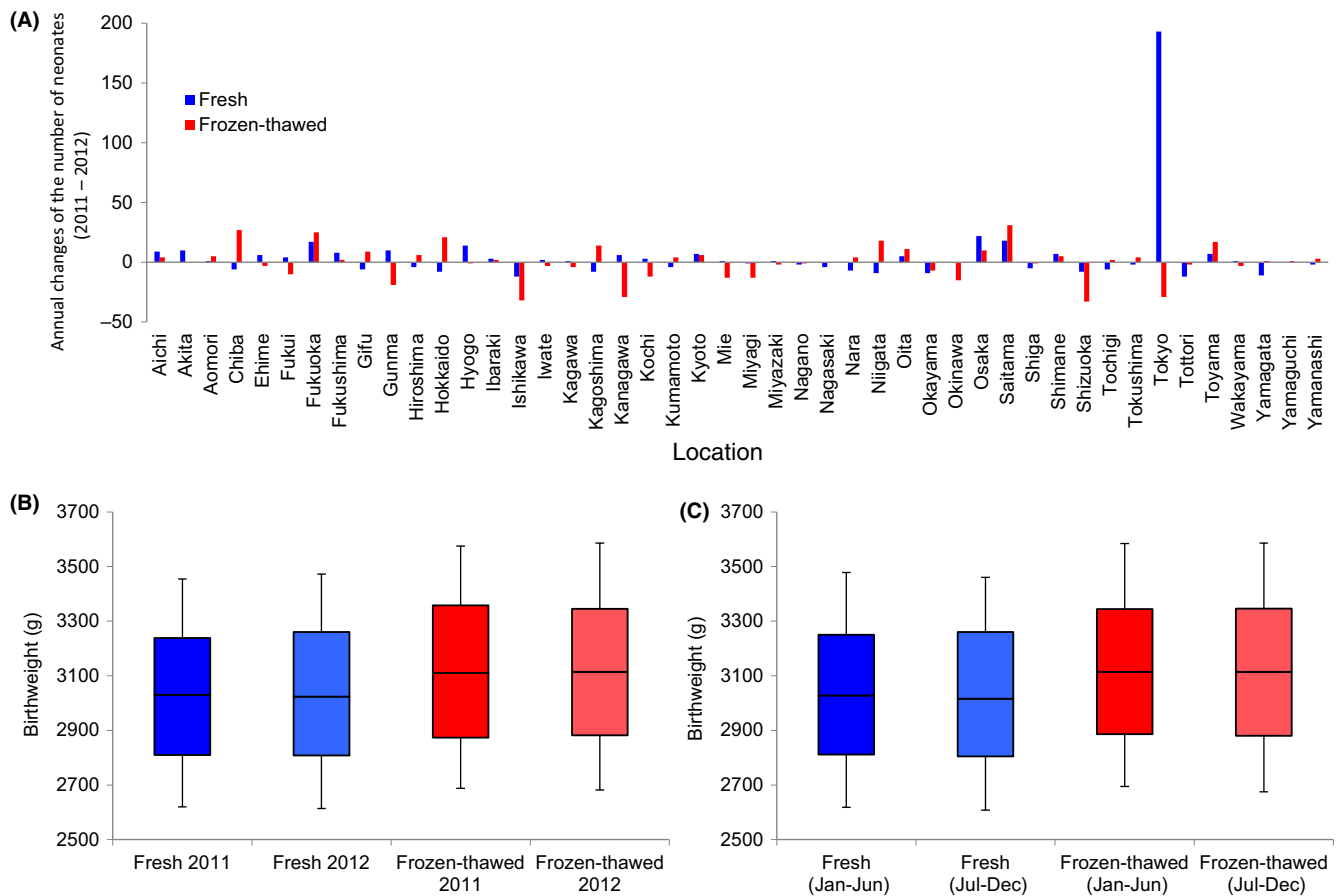 (A)
Annual changes of the number of neonates
(2011 – 2012)
200
150
100
50
0
–50
Fresh
Frozen-thawed
Aichi
Akita
Aomori
Chiba
Ehime
Fukui
Fukuoka
Fukushima
Gifu
Gunma
Hiroshima
Hokkaido
Hyogo
Ibaraki
Ishikawa
Iwate
Kagawa
Kagoshima
Kanagawa
Kochi
Kumamoto
Kyoto
Mie
Miyagi
Miyazaki
Nagano
Nagasaki
Nara
Niigata
Oita
Okayama
Okinawa
Osaka
Saitama
Shiga
Shimane
Shizuoka
Tochigi
Tokushima
Tokyo
Tottori
Toyama
Wakayama
Yamagata
Yamaguchi
Yamanashi
Location
(B)
Birthweight (g)
3700
3500
3300
3100
2900
2700
2500
Fresh 2011
Fresh 2012
Frozen-thawed
2011
Frozen-thawed
2012
(C)
Birthweight (g)
3700
3500
3300
3100
2900
2700
2500
Fresh
(Jan-Jun)
Fresh
(Jul-Dec)
Frozen-thawed
(Jan-Jun)
Frozen-thawed
(Jul-Dec)